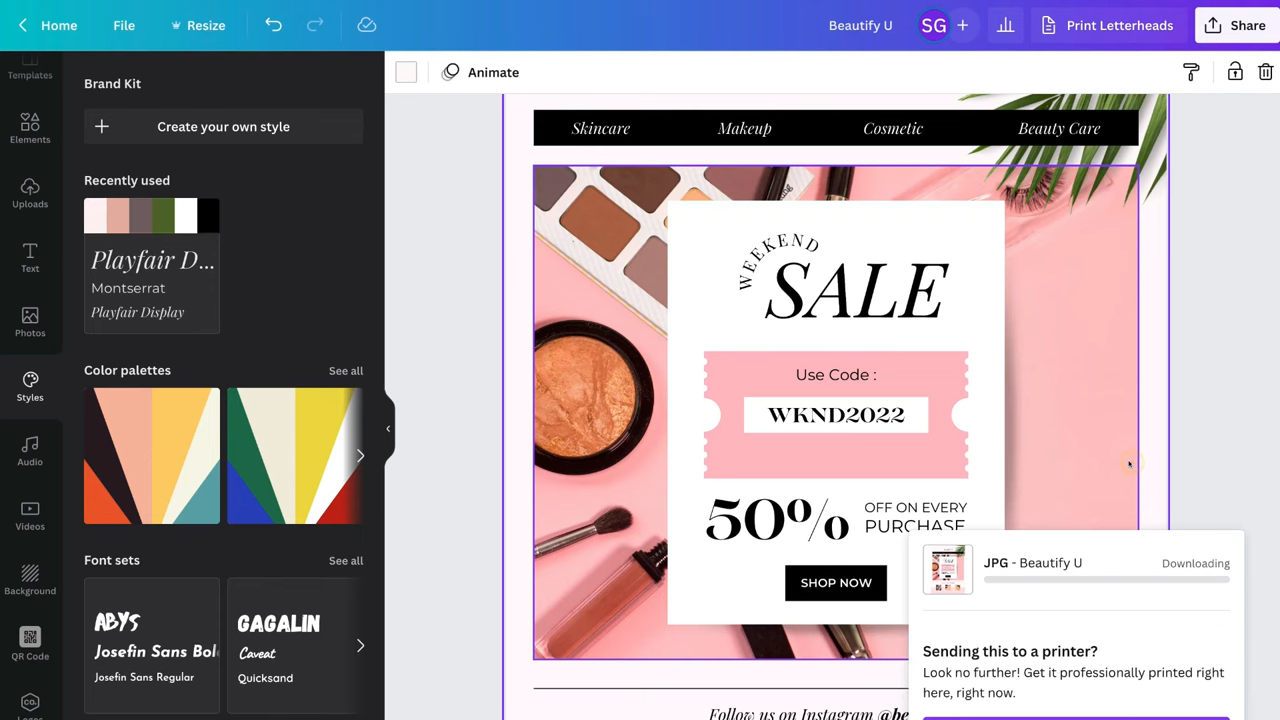 Home File Resize Beautify U SG + Print Letterheads Share
Animate
Templates
Elements
Uploads
Text
Photos
Styles
Audio
Videos
Background
QR Code
co.
Brand Kit
+ Create your own style
Recently used
Playfair D...
Montserrat
Playfair Display
Color palettes See all
Font sets See all
ABYS
Josefin Sans Bol
Josefin Sans Regular
GAGALIN
Caveat
Quicksand
Skincare Makeup Cosmetic Beauty Care
WEEKEND
SALE
Use Code :
WKND2022
50%
OFF ON EVERY
PURCHASE
SHOP NOW
Follow us on Instagram @be
JPG - Beautify U Downloading
Sending this to a printer?
Look no further! Get it professionally printed right
here, right now.